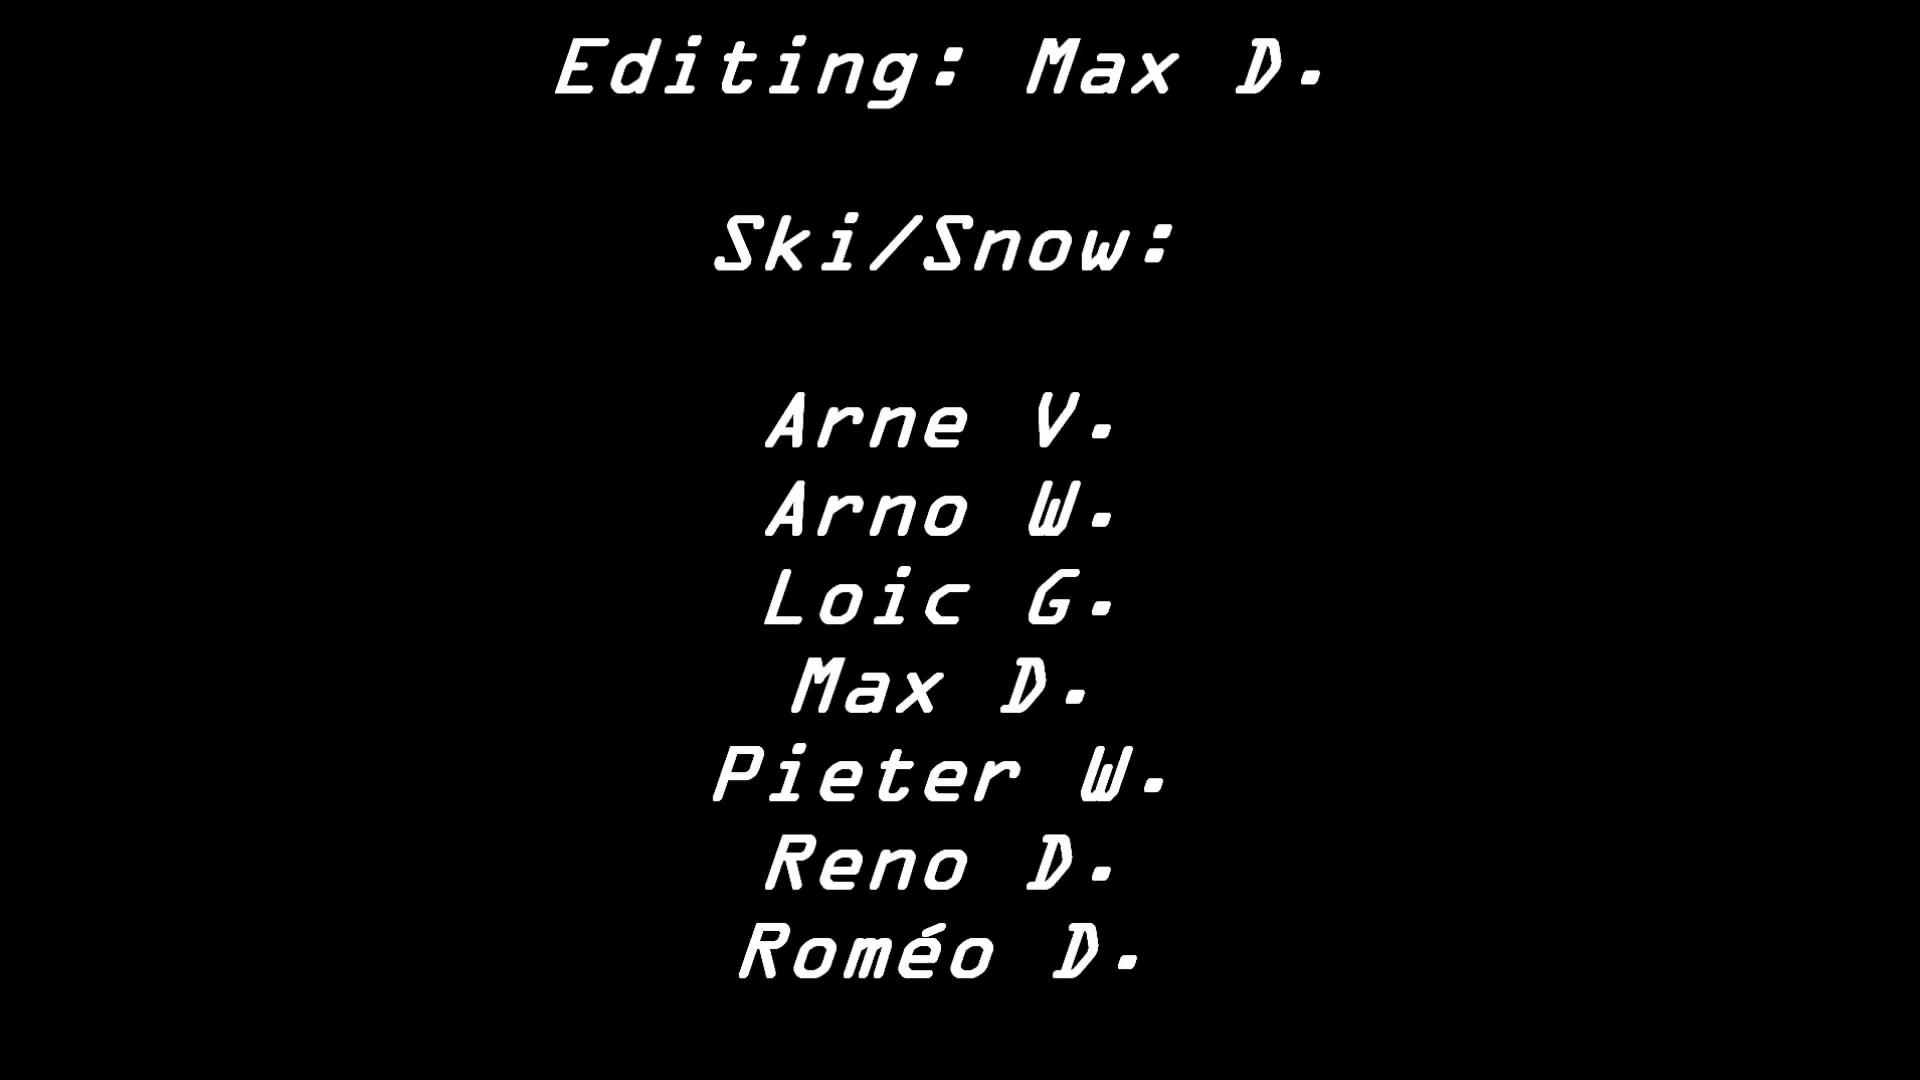 Editing: Max D.
Ski/Snow:
Arne V.
Arno W.
Loic G.
Max D.
Pieter W.
Reno D.
Roméo D.